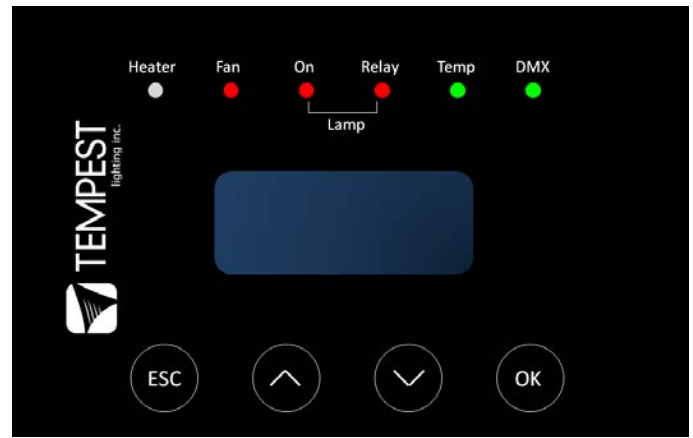 Heater Fan On Relay Temp DMX
Lamp
TEMPEST
lighting inc.
ESC OK